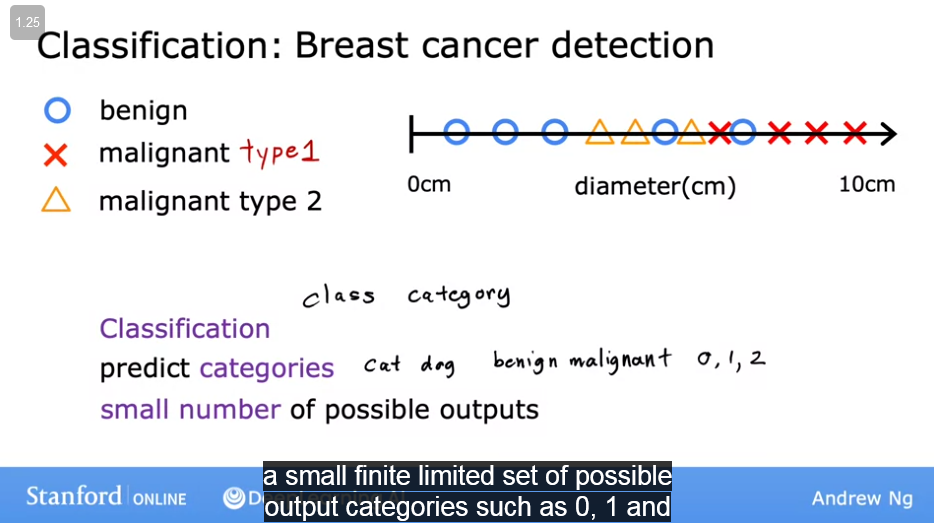 1.25
Classification: Breast cancer detection
benign
malignant type1
malignant type 2
0cm
diameter(cm)
10cm
class category
Classification
predict categories cat dog benign malignant 0, 1, 2
small number of possible outputs
a small finite limited set of possible
output categories such as 0, 1 and
Stanford ONLINE
Andrew Ng